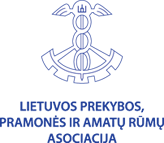 LIETUVOS PREKYBOS,
PRAMONĖS IR AMATŲ RŪMŲ
ASOCIACIJA